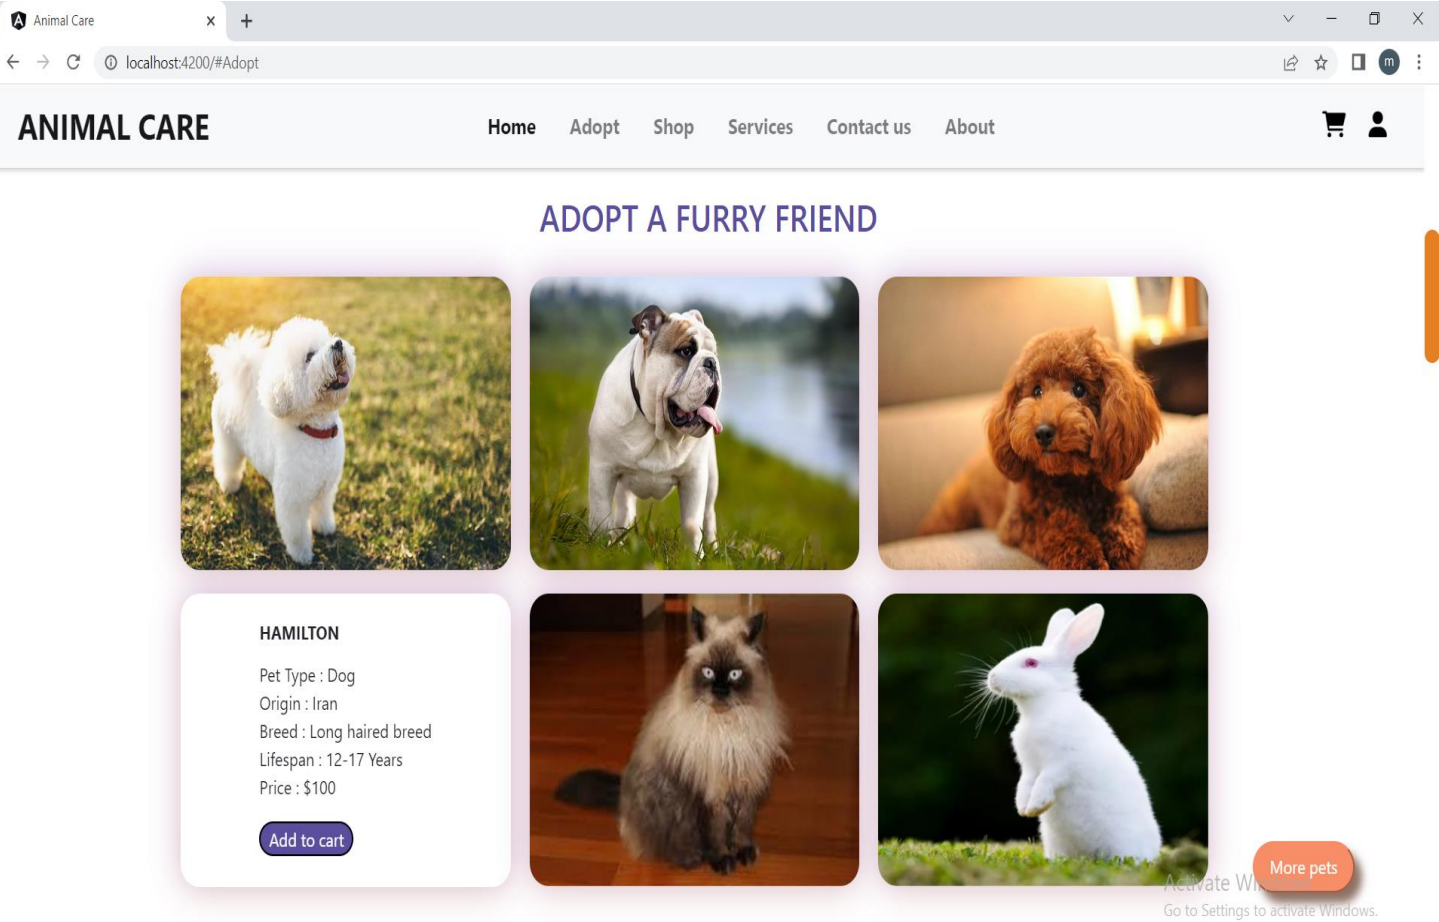 Animal Care
localhost:4200/#Adopt
m
ANIMAL CARE
Home Adopt Shop Services Contact us About
ADOPT A FURRY FRIEND
HAMILTON
Pet Type : Dog
Origin : Iran
Breed : Long haired breed
Lifespan : 12-17 Years
Price : $100
Add to cart
More pets
Activate
Go to Settings to activate Windows.